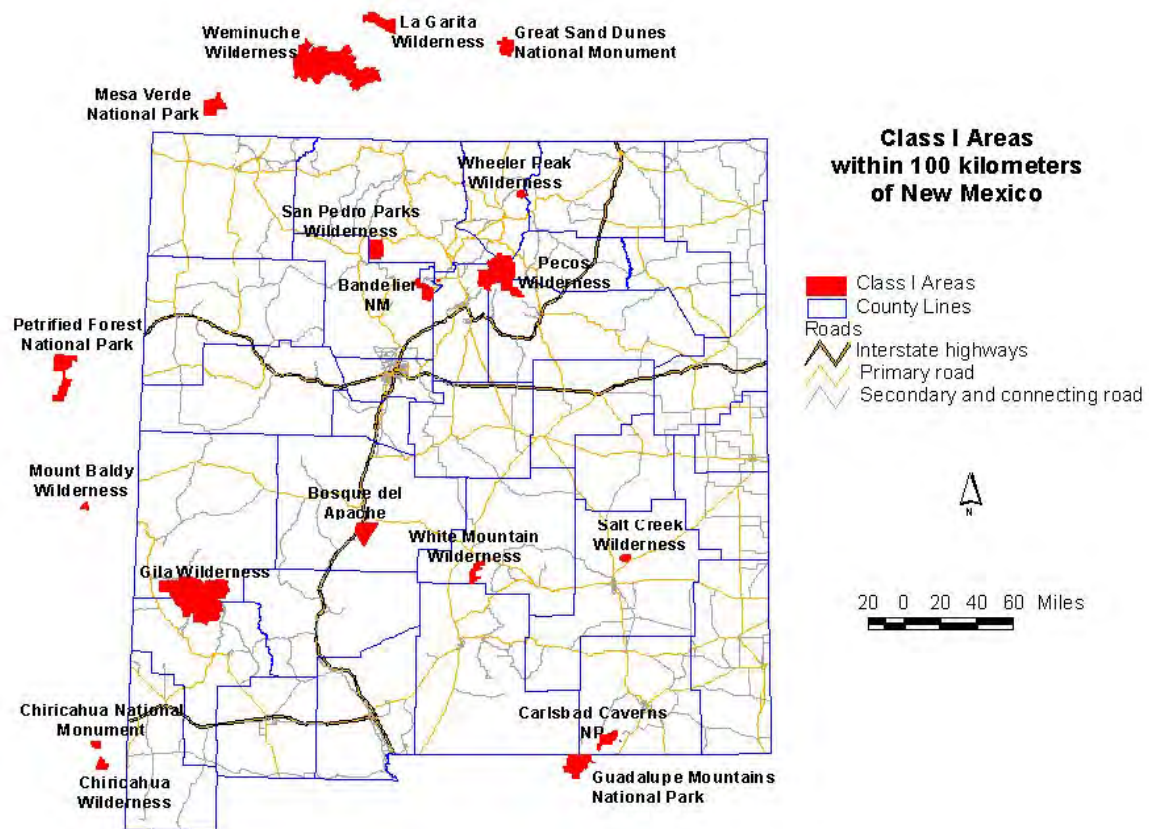 La Garita
Wilderness
Weminuche
Wilderness
Great Sand Dunes
National Monument
Mesa Verde
National Park
Class I Areas
within 100 kilometers
of New Mexico
Wheeler Peak
Wilderness
San Pedro Parks
Wilderness
Pecos
Wilderness
Bandelier
NM
Class I Areas
County Lines
Roads
Interstate highways
Primary road
Secondary and connecting road
Petrified Forest
National Park
Mount Baldy
Wilderness
Bosque del
Apache
White Mountain
Wilderness
Salt Creek
Wilderness
N
Gila Wilderness
20 0 20 40 60 Miles
Chiricahua National
Monument
Chiricahua
Wilderness
Carlsbad Caverns
NP
Guadalupe Mountains
National Park